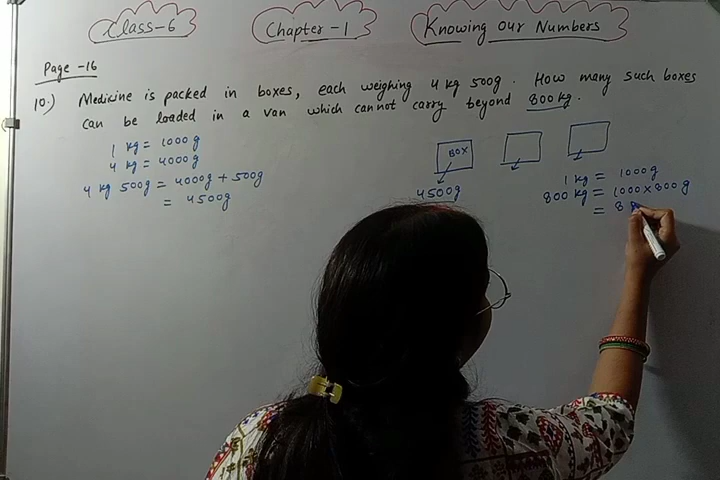 Class-6 Chapter-1 Knowing Our Numbers
Page -16
10.) Medicine is packed in boxes, each weighing 4 kg 500g. How many such boxes
can be loaded in a van which cannot carry beyond 800 kg.
1 kg = 1000g
4 kg = 4000g
4 kg 500g = 4000g + 500g
= 4500g
BOX
4500g
1 kg = 1000g
800 kg = 1000 x 800 g
= 8